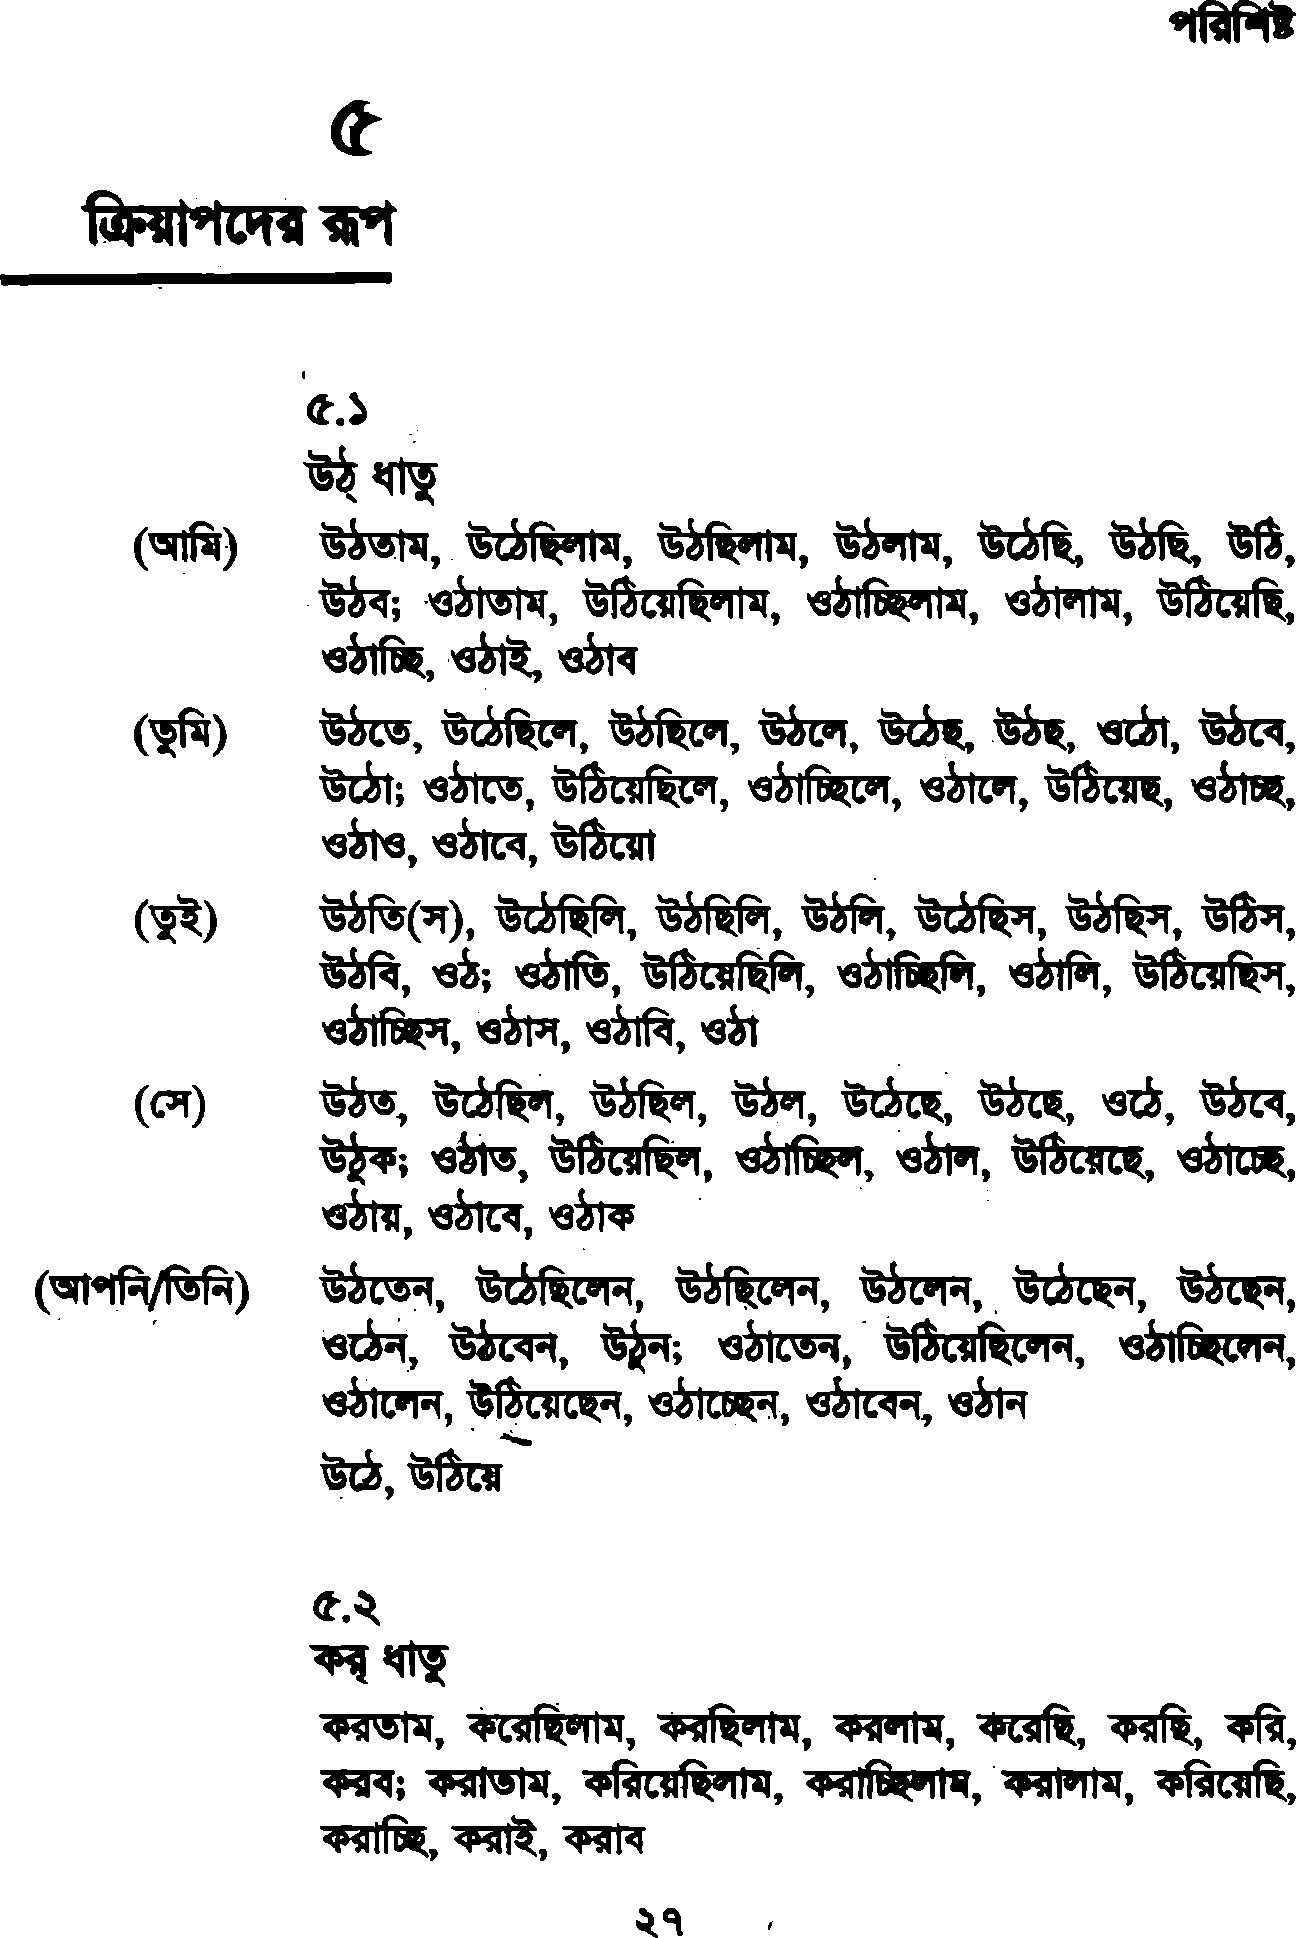 পরিশিষ্ট
৫
ক্রিয়াপদের রূপ
৫.১
উঠ্ ধাতু
(আমি) উঠতাম, উঠেছিলাম, উঠছিলাম, উঠলাম, উঠেছি, উঠছি, উঠি,
উঠব; ওঠাতাম, উঠিয়েছিলাম, ওঠাচ্ছিলাম, ওঠালাম, উঠিয়েছি,
ওঠাচ্ছি, ওঠাই, ওঠাব
(তুমি) উঠতে, উঠেছিলে, উঠছিলে, উঠলে, উঠেছ, উঠছ, ওঠো, উঠবে,
উঠো; ওঠাতে, উঠিয়েছিলে, ওঠাচ্ছিলে, ওঠালে, উঠিয়েছ, ওঠাচ্ছ,
ওঠাও, ওঠাবে, উঠিয়ো
(তুই) উঠতি(স), উঠেছিলি, উঠছিলি, উঠলি, উঠেছিস, উঠছিস, উঠিস,
উঠবি, ওঠ; ওঠাতি, উঠিয়েছিলি, ওঠাচ্ছিলি, ওঠালি, উঠিয়েছিস,
ওঠাচ্ছিস, ওঠাস, ওঠাবি, ওঠা
(সে) উঠত, উঠেছিল, উঠছিল, উঠল, উঠেছে, উঠছে, ওঠে, উঠবে,
উঠুক; ওঠাত, উঠিয়েছিল, ওঠাচ্ছিল, ওঠাল, উঠিয়েছে, ওঠাচ্ছে,
ওঠায়, ওঠাবে, ওঠাক
(আপনি/তিনি) উঠতেন, উঠেছিলেন, উঠছিলেন, উঠলেন, উঠেছেন, উঠছেন,
ওঠেন, উঠবেন, উঠুন; ওঠাতেন, উঠিয়েছিলেন, ওঠাচ্ছিলেন,
ওঠালেন, উঠিয়েছেন, ওঠাচ্ছেন, ওঠাবেন, ওঠান
উঠে, উঠিয়ে
৫.২
কর্ ধাতু
করতাম, করেছিলাম, করছিলাম, করলাম, করেছি, করছি, করি,
করব; করাতাম, করিয়েছিলাম, করাচ্ছিলাম, করালাম, করিয়েছি,
করাচ্ছি, করাই, করাব
২৭